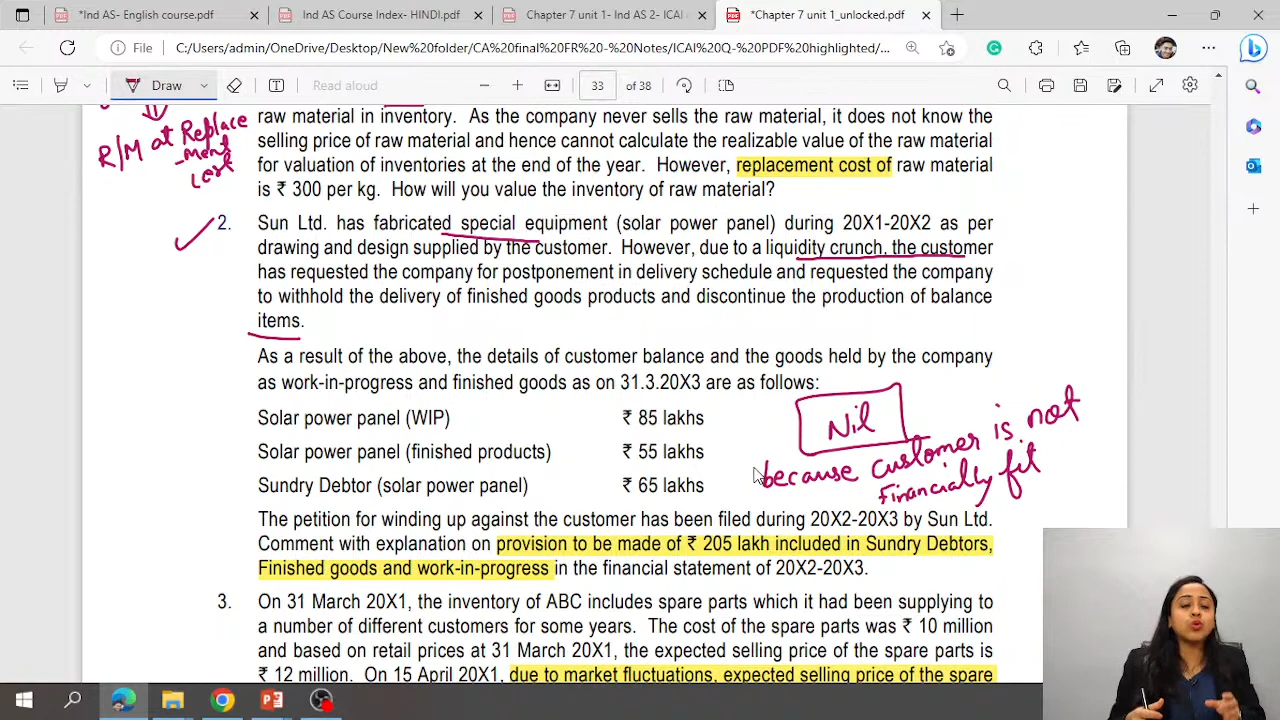 Ind AS- English course.pdf
Ind AS Course Index- HINDI.pdf
Chapter 7 unit 1- Ind AS 2- ICAI
*Chapter 7 unit 1_unlocked.pdf
File
C:/Users/admin/OneDrive/Desktop/New%20folder/CA%20final%20FR%20-%20Notes/ICAI%20Q-%20PDF%20highlighted/...
Draw
Read aloud
33 of 38
R/M at Replace
-ment
cost
raw material in inventory. As the company never sells the raw material, it does not know the
selling price of raw material and hence cannot calculate the realizable value of the raw material
for valuation of inventories at the end of the year. However, replacement cost of raw material
is ₹ 300 per kg. How will you value the inventory of raw material?
2. Sun Ltd. has fabricated special equipment (solar power panel) during 20X1-20X2 as per
drawing and design supplied by the customer. However, due to a liquidity crunch, the customer
has requested the company for postponement in delivery schedule and requested the company
to withhold the delivery of finished goods products and discontinue the production of balance
items.
As a result of the above, the details of customer balance and the goods held by the company
as work-in-progress and finished goods as on 31.3.20X3 are as follows:
Solar power panel (WIP) ₹ 85 lakhs
Solar power panel (finished products) ₹ 55 lakhs
Sundry Debtor (solar power panel) ₹ 65 lakhs
Nil
because customer is not
financially fit
The petition for winding up against the customer has been filed during 20X2-20X3 by Sun Ltd.
Comment with explanation on provision to be made of ₹ 205 lakh included in Sundry Debtors,
Finished goods and work-in-progress in the financial statement of 20X2-20X3.
3. On 31 March 20X1, the inventory of ABC includes spare parts which it had been supplying to
a number of different customers for some years. The cost of the spare parts was ₹ 10 million
and based on retail prices at 31 March 20X1, the expected selling price of the spare parts is
₹ 12 million. On 15 April 20X1, due to market fluctuations, expected selling price of the spare